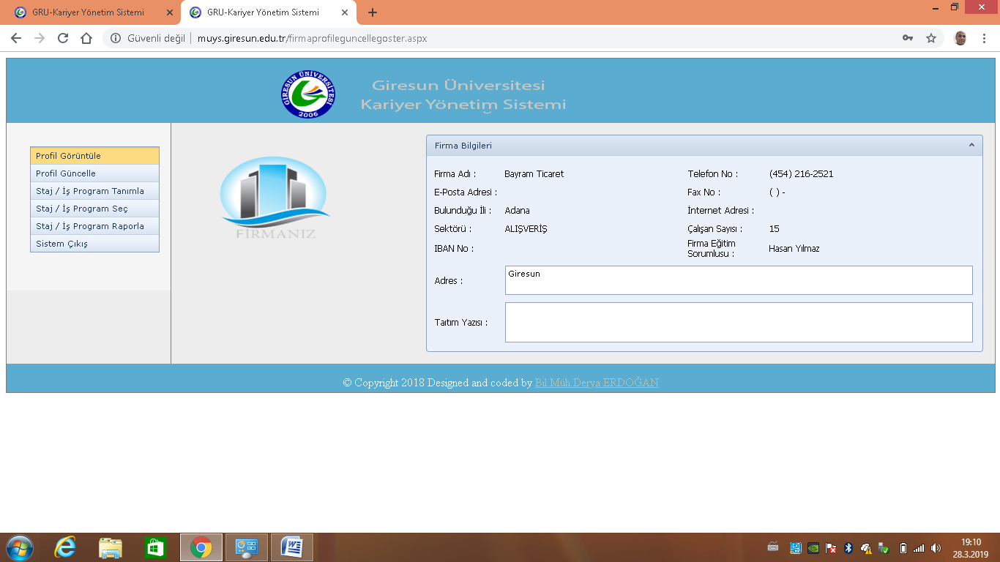 GRU-Kariyer Yönetim Sistemi
GRU-Kariyer Yönetim Sistemi
Güvenli değil
muys.giresun.edu.tr/firmaprofileguncellegoster.aspx
GİRESUN ÜNİVERSİTESİ
2006
Giresun Üniversitesi
Kariyer Yönetim Sistemi
Profil Görüntüle
Profil Güncelle
Staj / İş Program Tanımla
Staj / İş Program Seç
Staj / İş Program Raporla
Sistem Çıkış
FİRMANIZ
Firma Bilgileri
Firma Adı : Bayram Ticaret Telefon No : (454) 216-2521
E-Posta Adresi : Fax No : ( ) -
Bulunduğu İli : Adana İnternet Adresi :
Sektörü : ALIŞVERİŞ Çalışan Sayısı : 15
IBAN No : Firma Eğitim Sorumlusu : Hasan Yılmaz
Adres : Giresun
Taıtım Yazısı :
© Copyright 2018 Designed and coded by Bil Müh Derya ERDOĞAN
19:10
28.3.2019